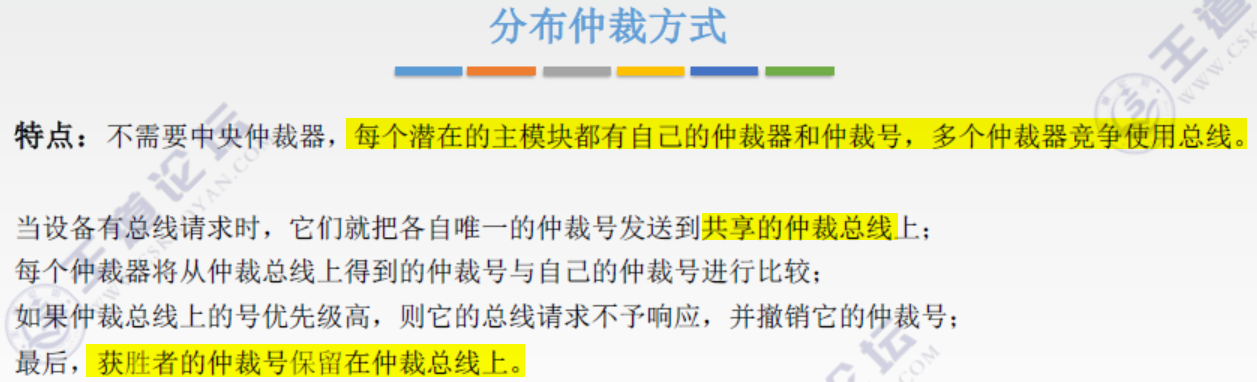 分布仲裁方式
特点：不需要中央仲裁器，每个潜在的主模块都有自己的仲裁器和仲裁号，多个仲裁器竞争使用总线。
当设备有总线请求时，它们就把各自唯一的仲裁号发送到共享的仲裁总线上；
每个仲裁器将从仲裁总线上得到的仲裁号与自己的仲裁号进行比较；
如果仲裁总线上的号优先级高，则它的总线请求不予响应，并撤销它的仲裁号；
最后，获胜者的仲裁号保留在仲裁总线上。